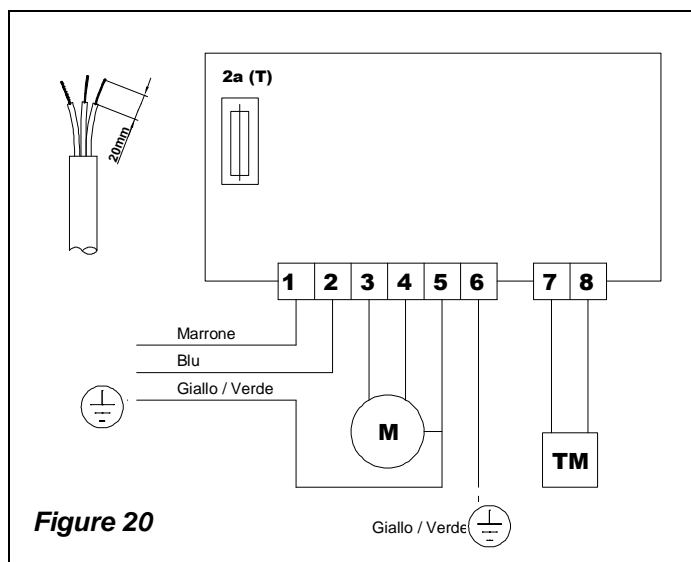 2a (T)
20mm
1 2 3 4 5 6 7 8
Marrone
Blu
Giallo / Verde
M
TM
Giallo / Verde
Figure 20